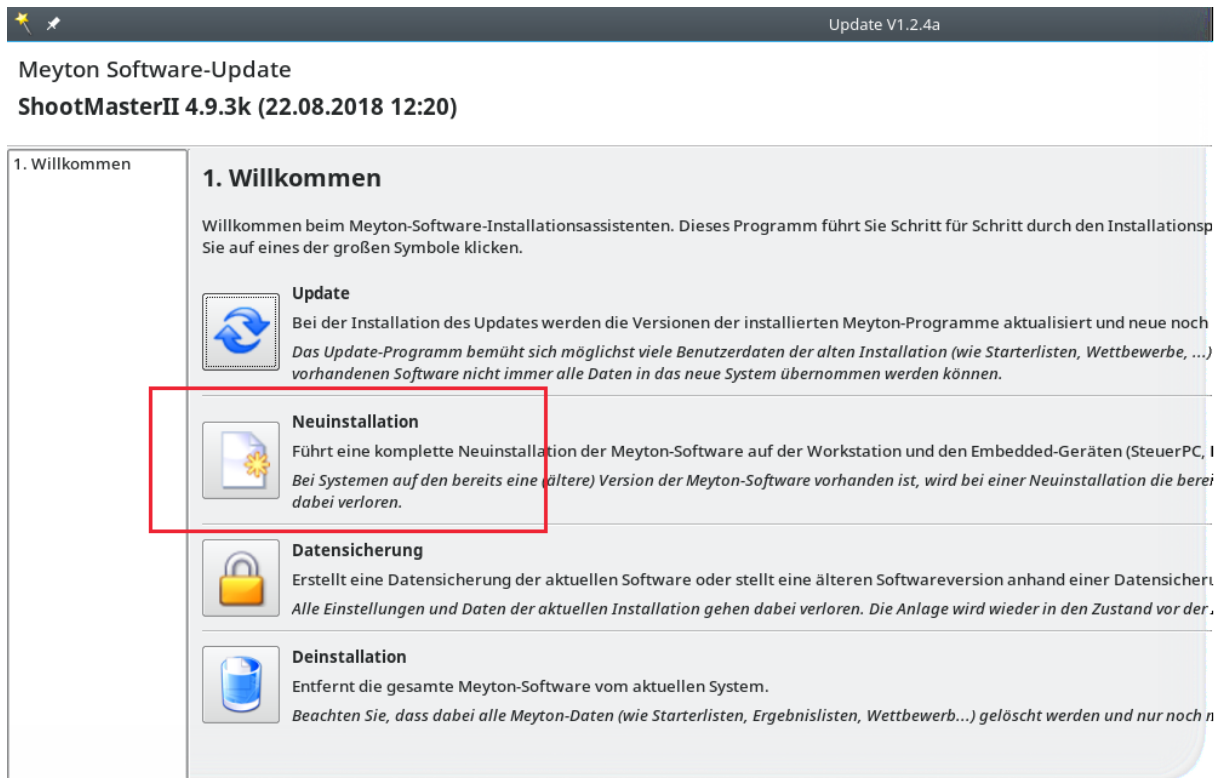 Update V1.2.4a
Meyton Software-Update
ShootMasterII 4.9.3k (22.08.2018 12:20)
1. Willkommen
1. Willkommen
Willkommen beim Meyton-Software-Installationsassistenten. Dieses Programm führt Sie Schritt für Schritt durch den Installationsp
Sie auf eines der großen Symbole klicken.
Update
Bei der Installation des Updates werden die Versionen der installierten Meyton-Programme aktualisiert und neue noch
Das Update-Programm bemüht sich möglichst viele Benutzerdaten der alten Installation (wie Starterlisten, Wettbewerbe, ...)
vorhandenen Software nicht immer alle Daten in das neue System übernommen werden können.
Neuinstallation
Führt eine komplette Neuinstallation der Meyton-Software auf der Workstation und den Embedded-Geräten (SteuerPC,
Bei Systemen auf den bereits eine (ältere) Version der Meyton-Software vorhanden ist, wird bei einer Neuinstallation die berei
dabei verloren.
Datensicherung
Erstellt eine Datensicherung der aktuellen Software oder stellt eine älteren Softwareversion anhand einer Datensicheru
Alle Einstellungen und Daten der aktuellen Installation gehen dabei verloren. Die Anlage wird wieder in den Zustand vor der
Deinstallation
Entfernt die gesamte Meyton-Software vom aktuellen System.
Beachten Sie, dass dabei alle Meyton-Daten (wie Starterlisten, Ergebnislisten, Wettbewerb...) gelöscht werden und nur noch